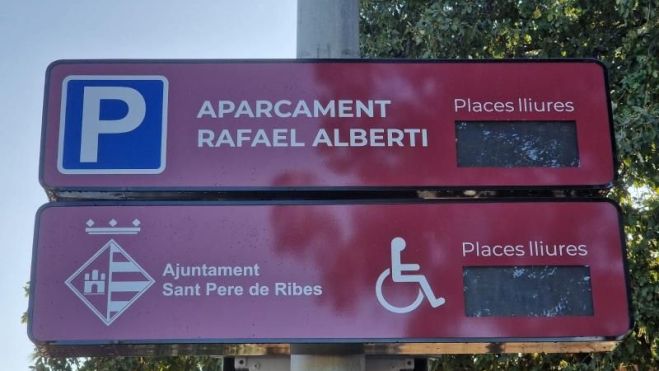 P
APARCAMENT
RAFAEL ALBERTI
Places lliures
Ajuntament
Sant Pere de Ribes
Places lliures